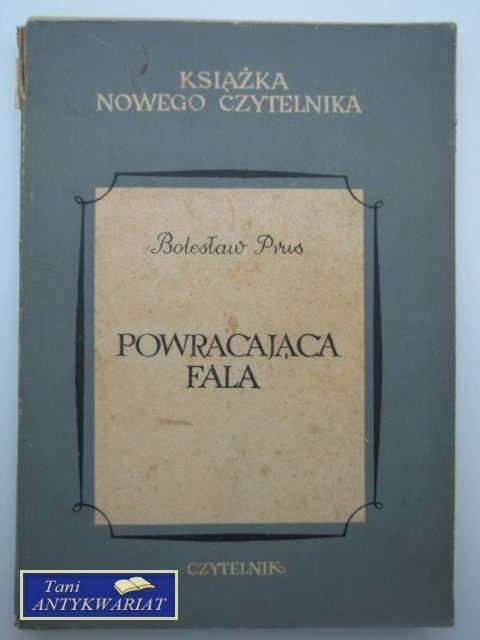 KSIĄŻKA
NOWEGO CZYTELNIKA
Bolesław Prus
POWRACAJĄCA
FALA
CZYTELNIK
Tani
ANTYKWARIAT